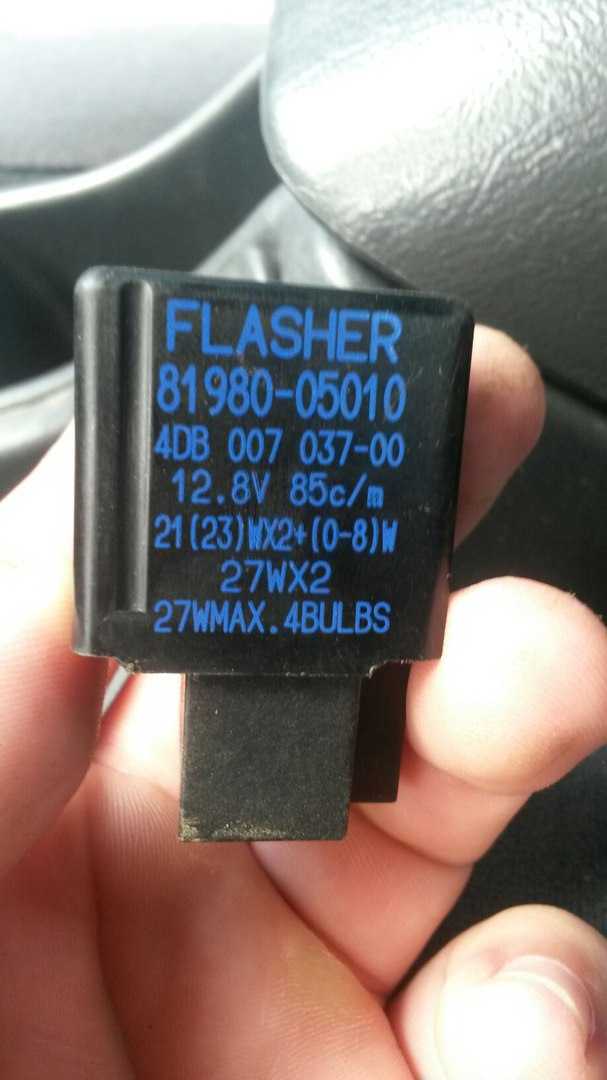 FLASHER
81980-05010
4DB 007 037-00
12.8V 85c/m
21(23)WX2+(0-8)W
27WX2
27WMAX.4BULBS